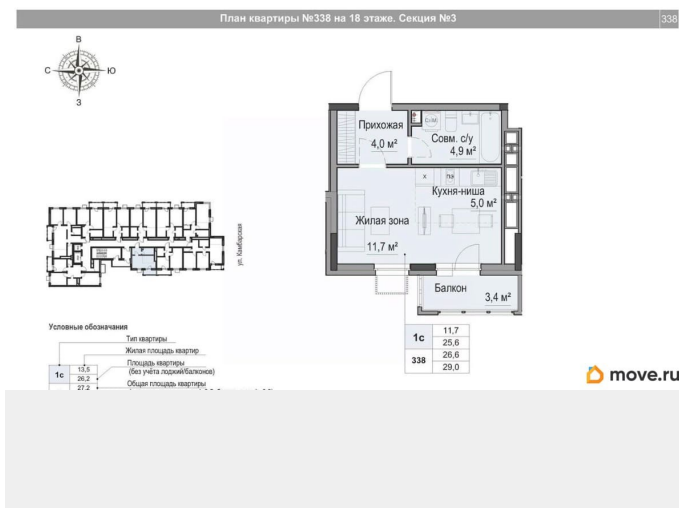 План квартиры №338 на 18 этаже. Секция №3
338
В
С
Ю
З
Прихожая
4,0 м²
Совм. с/у
4,9 м²
х
пэ
Кухня-ниша
5,0 м²
Жилая зона
11,7 м²
Балкон
3,4 м²
ул. Камбарская
1с
11,7
25,6
338
26,6
29,0
Условные обозначания
Тип квартиры
Жилая площадь квартир
Площадь квартиры
(без учёта лоджий/балконов)
Общая площадь квартиры
1с
13,5
26,2
27,2
move.ru